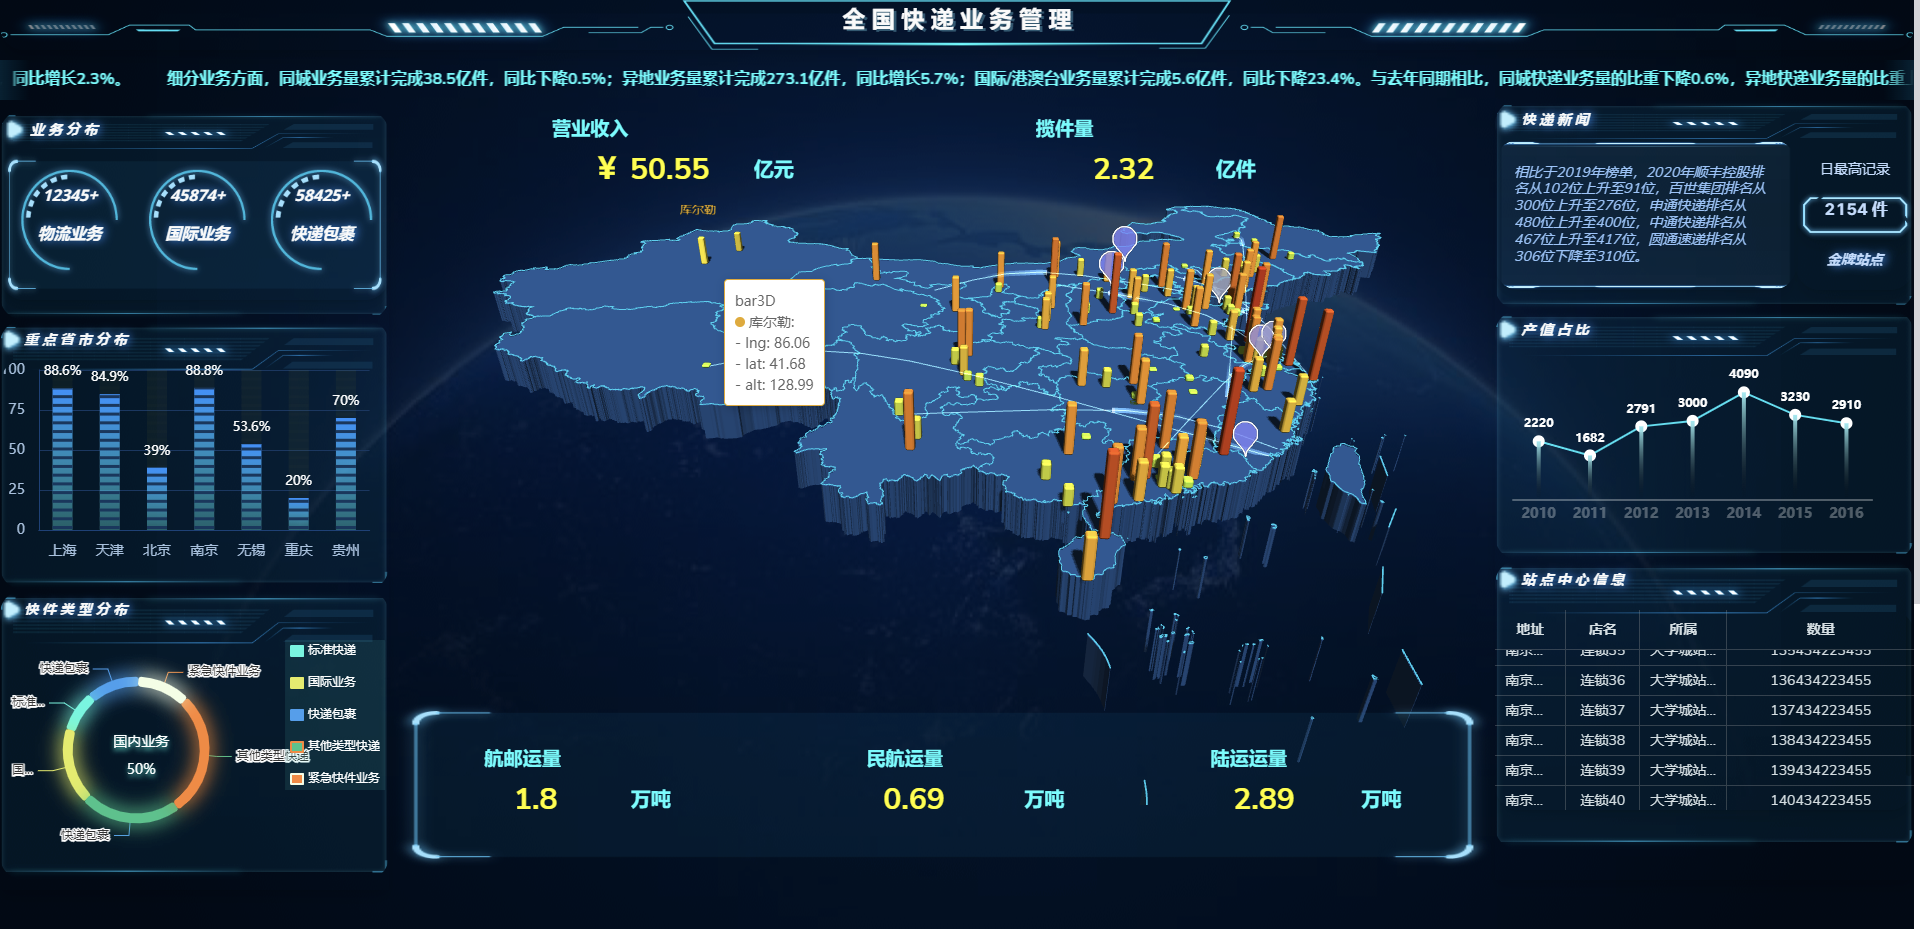 全国快递业务管理
同比增长2.3%。 细分业务方面，同城业务量累计完成38.5亿件，同比下降0.5%；异地业务量累计完成273.1亿件，同比增长5.7%；国际/港澳台业务量累计完成5.6亿件，同比下降23.4%。与去年同期相比，同城快递业务量的比重下降0.6%，异地快递业务量的比重
业务分布
12345+
物流业务
45874+
国际业务
58425+
快递包裹
重点省市分布
00
75
50
25
0
88.6%
84.9%
39%
88.8%
53.6%
20%
70%
上海 天津 北京 南京 无锡 重庆 贵州
快件类型分布
快递包裹
紧急快件业务
标准...
国...
其他类型快递
快递包裹
国内业务
50%
标准快递
国际业务
快递包裹
其他类型快递
紧急快件业务
营业收入
¥ 50.55 亿元
揽件量
2.32 亿件
库尔勒
bar3D
库尔勒:
- lng: 86.06
- lat: 41.68
- alt: 128.99
航邮运量
1.8 万吨
民航运量
0.69 万吨
陆运运量
2.89 万吨
快递新闻
相比于2019年榜单，2020年顺丰控股排
名从102位上升至91位，百世集团排名从
300位上升至276位，申通快递排名从
480位上升至400位，中通快递排名从
467位上升至417位，圆通速递排名从
306位下降至310位。
日最高记录
2154 件
金牌站点
产值占比
2220
1682
2791
3000
4090
3230
2910
2010 2011 2012 2013 2014 2015 2016
站点中心信息
地址 店名 所属 数量
南京... 连锁35 大学城站... 135434223455
南京... 连锁36 大学城站... 136434223455
南京... 连锁37 大学城站... 137434223455
南京... 连锁38 大学城站... 138434223455
南京... 连锁39 大学城站... 139434223455
南京... 连锁40 大学城站... 140434223455